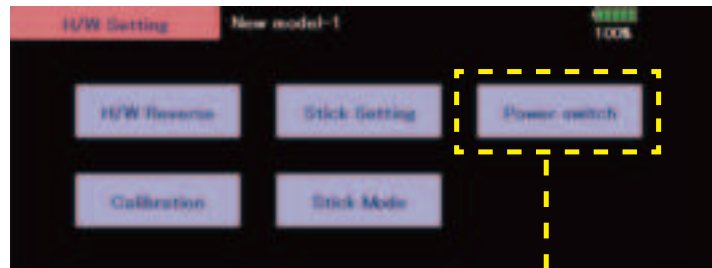 H/W Setting New model-1 100%
H/W Reverse Stick Setting Power switch
Calibration Stick Mode